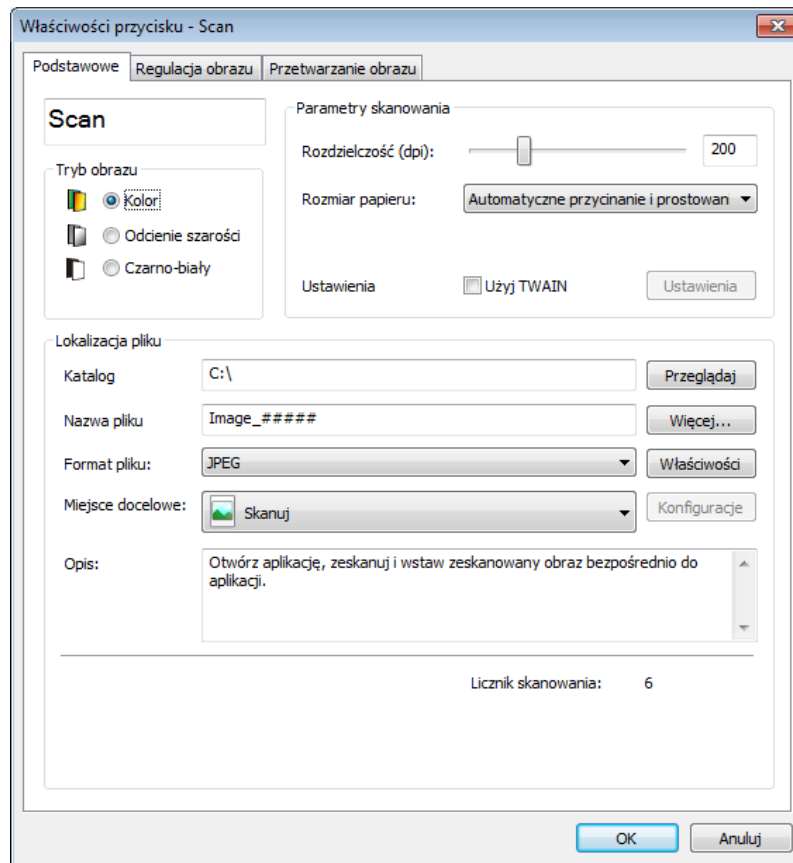 Właściwości przycisku - Scan
Podstawowe Regulacja obrazu Przetwarzanie obrazu
Scan
Tryb obrazu
Kolor
Odcienie szarości
Czarno-biały
Parametry skanowania
Rozdzielczość (dpi): 200
Rozmiar papieru: Automatyczne przycinanie i prostowani
Ustawienia Użyj TWAIN Ustawienia
Lokalizacja pliku
Katalog C:\ Przeglądaj
Nazwa pliku Image_##### Więcej...
Format pliku: JPEG Właściwości
Miejsce docelowe: Skanuj Konfiguracje
Opis: Otwórz aplikację, zeskanuj i wstaw zeskanowany obraz bezpośrednio do
aplikacji.
Licznik skanowania: 6
OK Anuluj